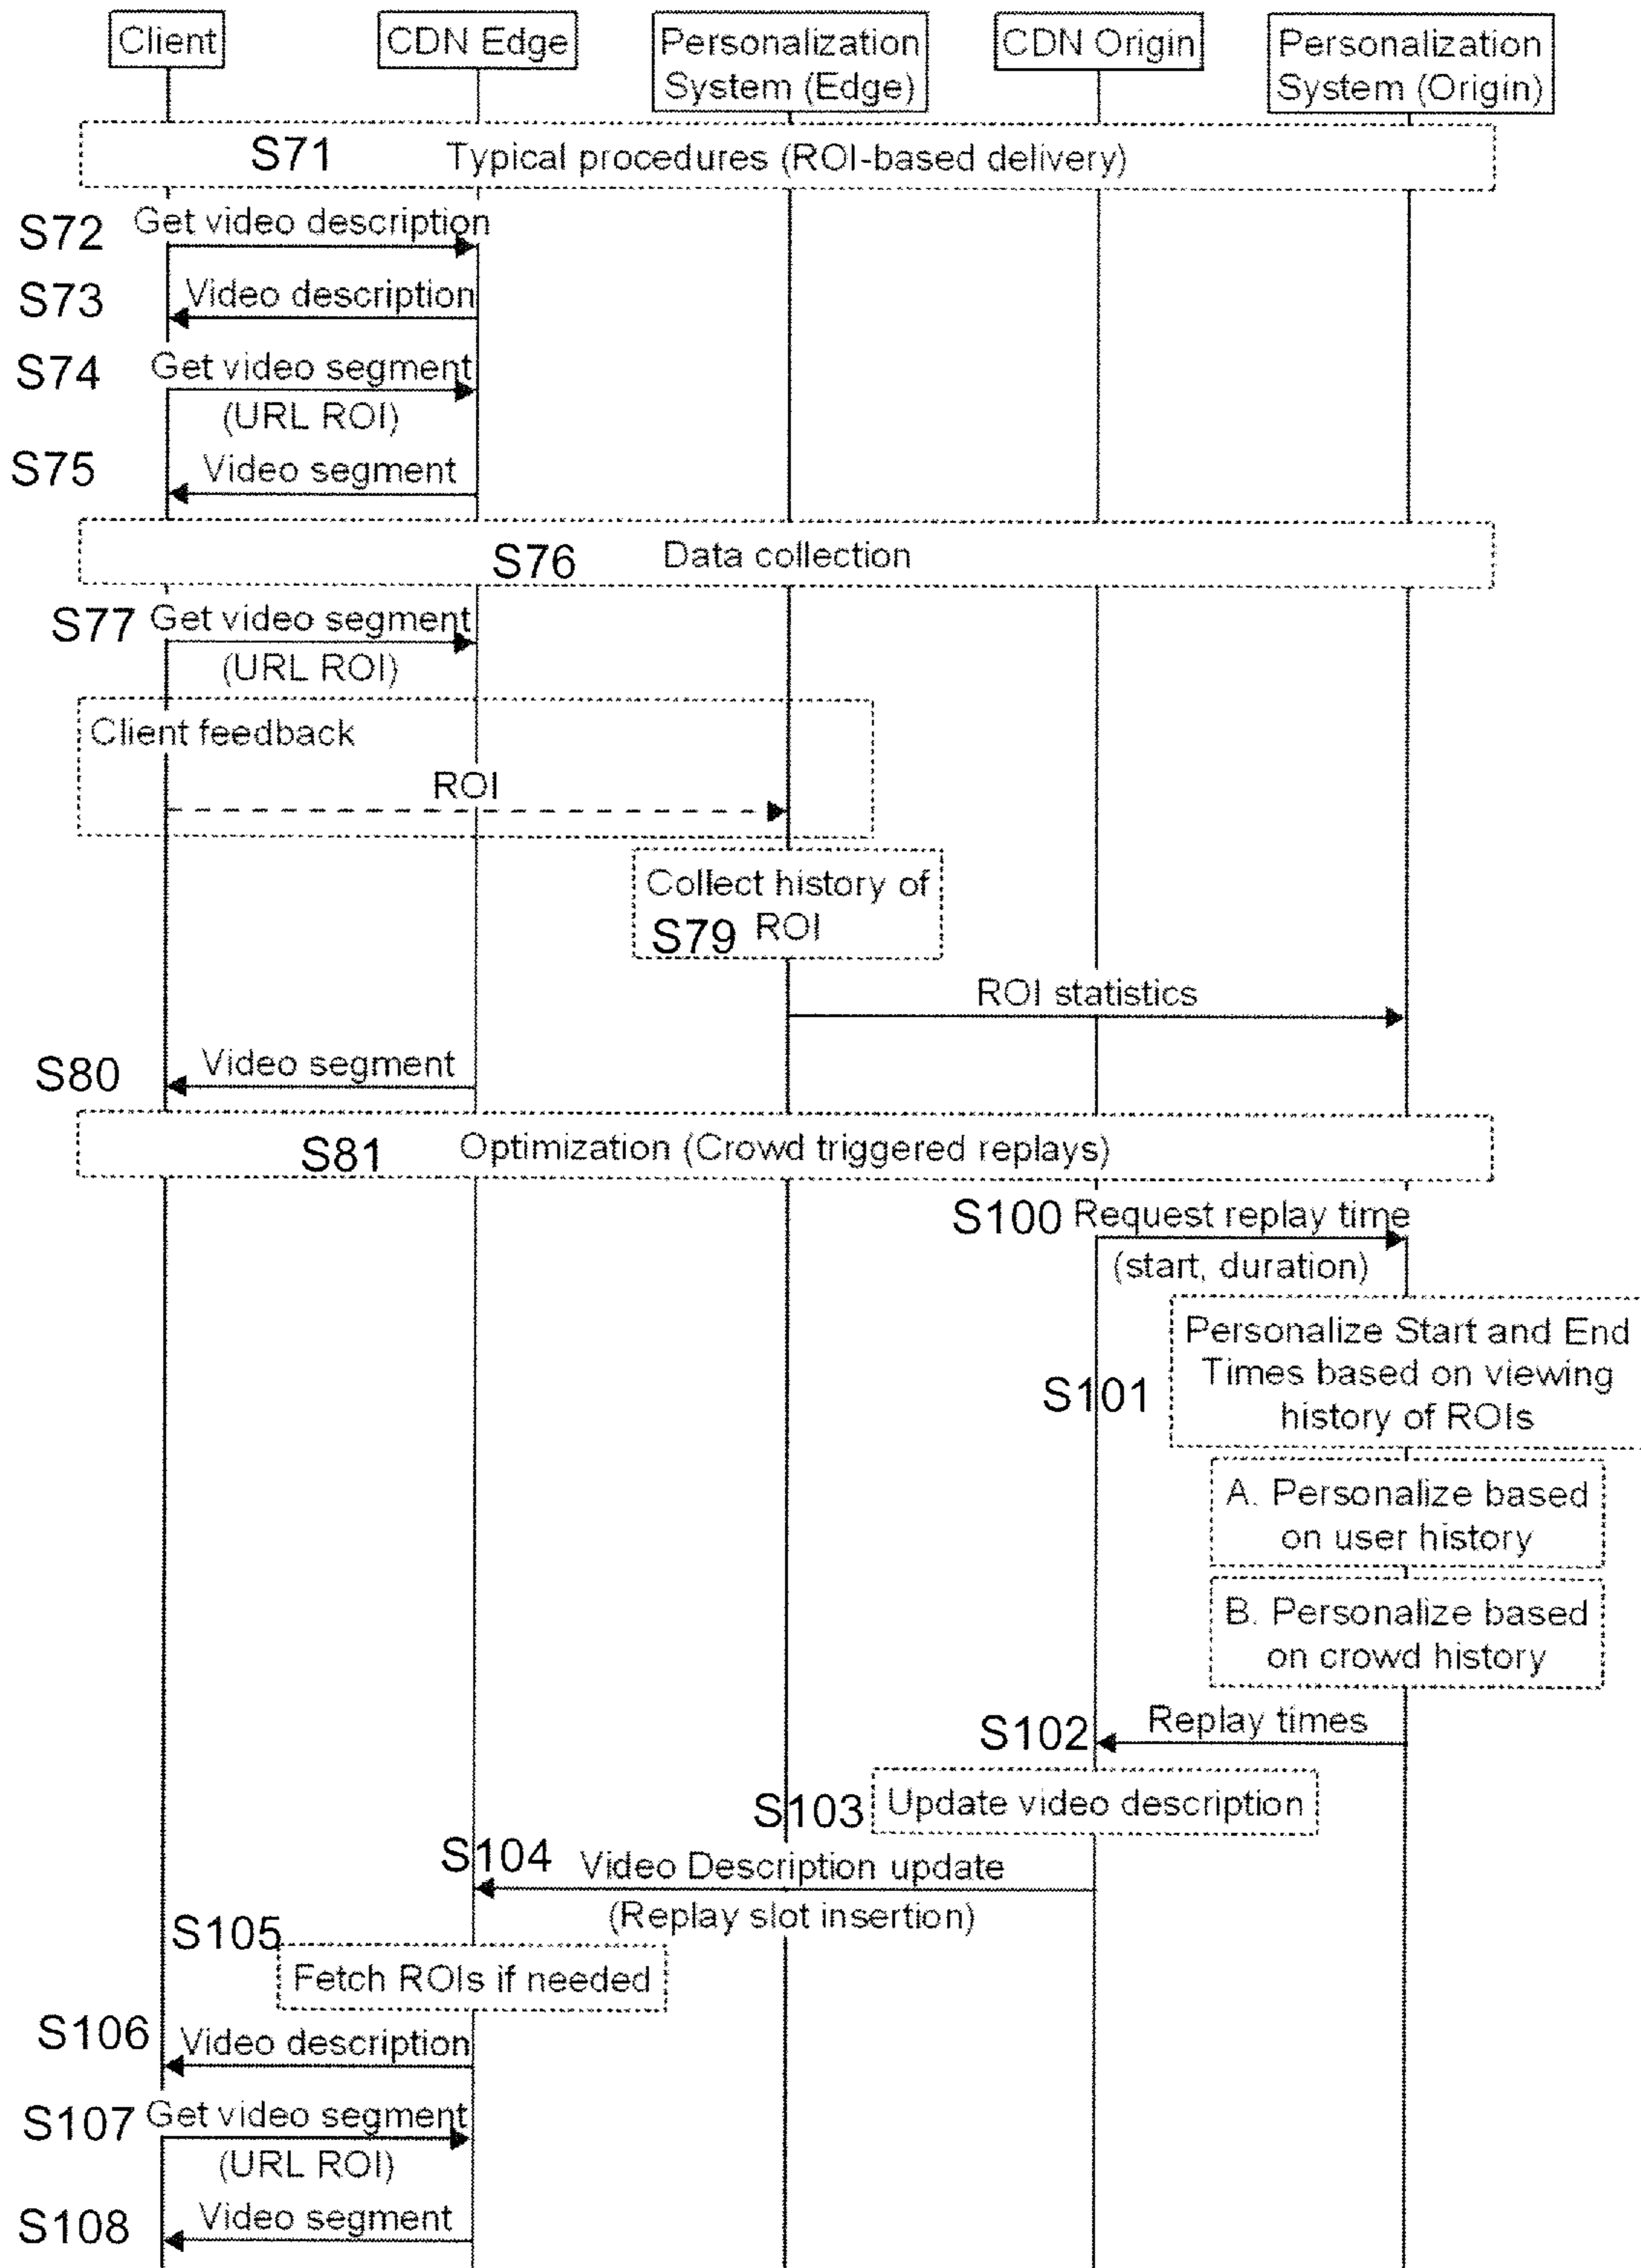 Client
CDN Edge
Personalization
System (Edge)
CDN Origin
Personalization
System (Origin)
S71 Typical procedures (ROI-based delivery)
S72 Get video description
S73 Video description
S74 Get video segment
(URL ROI)
S75 Video segment
S76 Data collection
S77 Get video segment
(URL ROI)
Client feedback
ROI
Collect history of
S79 ROI
ROI statistics
S80 Video segment
S81 Optimization (Crowd triggered replays)
S100 Request replay time
(start, duration)
Personalize Start and End
S101 Times based on viewing
history of ROIs
A. Personalize based
on user history
B. Personalize based
on crowd history
S102 Replay times
S103 Update video description
S104 Video Description update
(Replay slot insertion)
S105
Fetch ROIs if needed
S106 Video description
S107 Get video segment
(URL ROI)
S108 Video segment